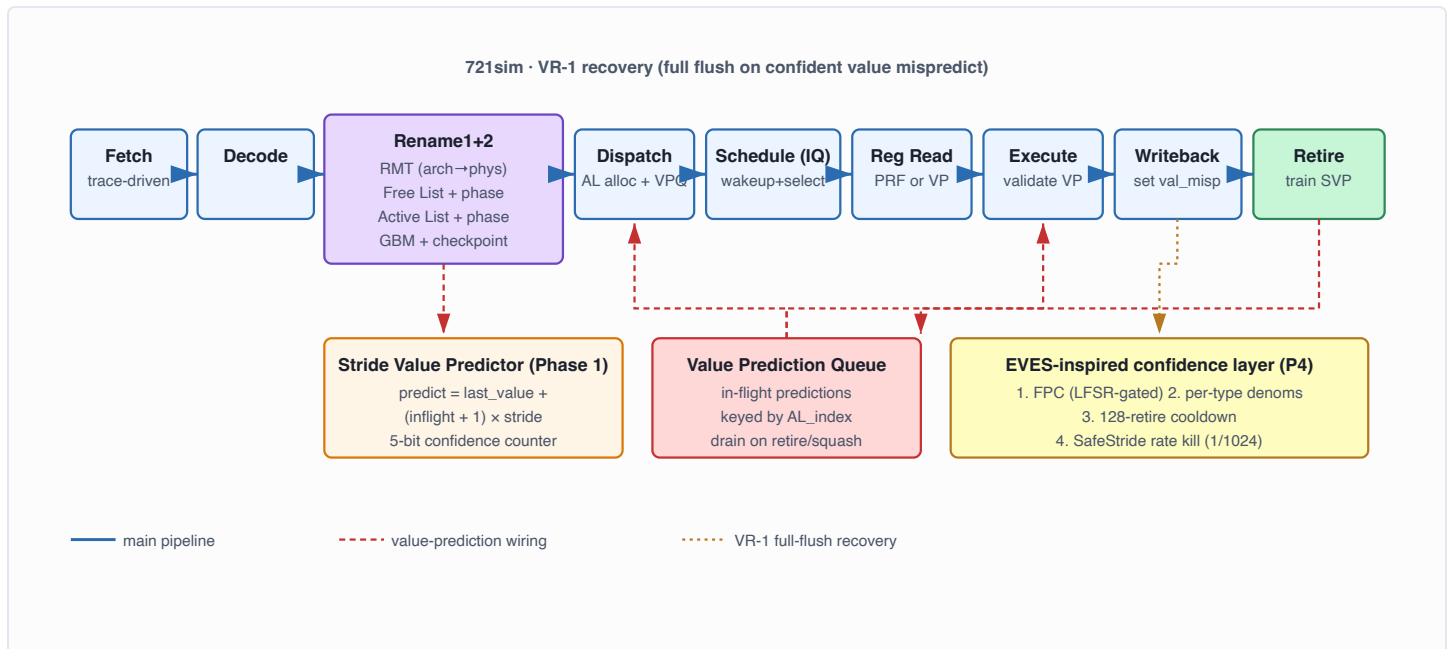 721sim · VR-1 recovery (full flush on confident value mispredict)
Fetch
trace-driven
Decode
Rename1+2
RMT (arch→phys)
Free List + phase
Active List + phase
GBM + checkpoint
Dispatch
AL alloc + VPQ
Schedule (IQ)
wakeup+select
Reg Read
PRF or VP
Execute
validate VP
Writeback
set val_misp
Retire
train SVP
Stride Value Predictor (Phase 1)
predict = last_value +
(inflight + 1) × stride
5-bit confidence counter
Value Prediction Queue
in-flight predictions
keyed by AL_index
drain on retire/squash
EVES-inspired confidence layer (P4)
1. FPC (LFSR-gated) 2. per-type denoms
3. 128-retire cooldown
4. SafeStride rate kill (1/1024)
main pipeline
value-prediction wiring
VR-1 full-flush recovery